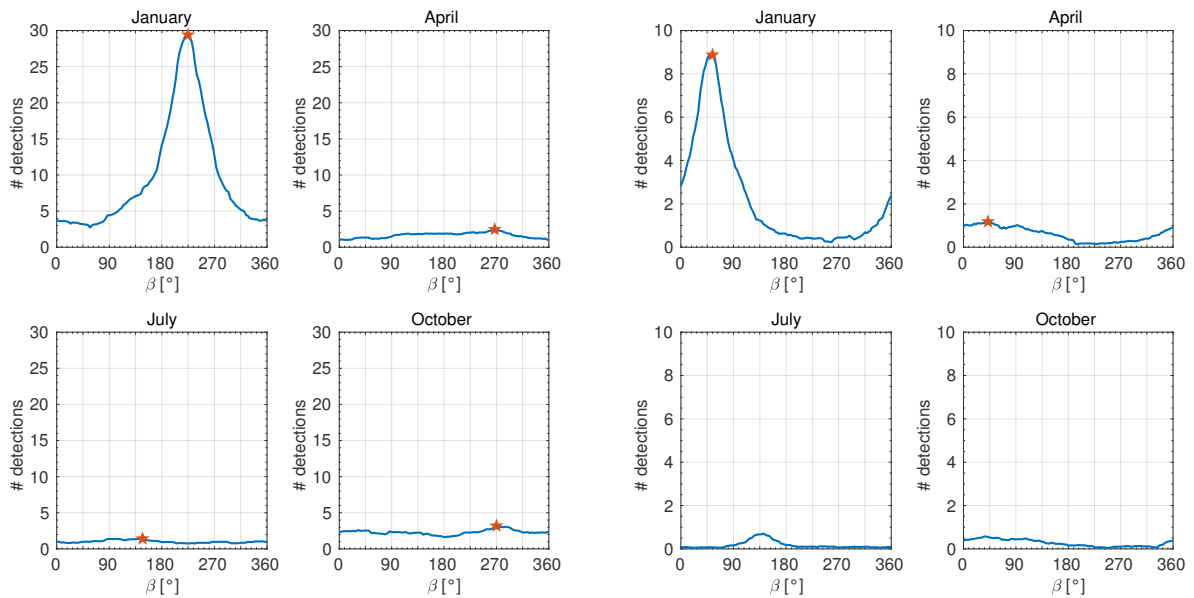 January April January April
30 30 10 10
25 25 8 8
20 20 6 6
15 15 4 4
10 10 2 2
5 5 0 0
0 0
# detections # detections # detections # detections
0 90 180 270 360 0 90 180 270 360 0 90 180 270 360 0 90 180 270 360
β [°] β [°] β [°] β [°]
July October July October
30 30 10 10
25 25 8 8
20 20 6 6
15 15 4 4
10 10 2 2
5 5 0 0
0 0
# detections # detections # detections # detections
0 90 180 270 360 0 90 180 270 360 0 90 180 270 360 0 90 180 270 360
β [°] β [°] β [°] β [°]